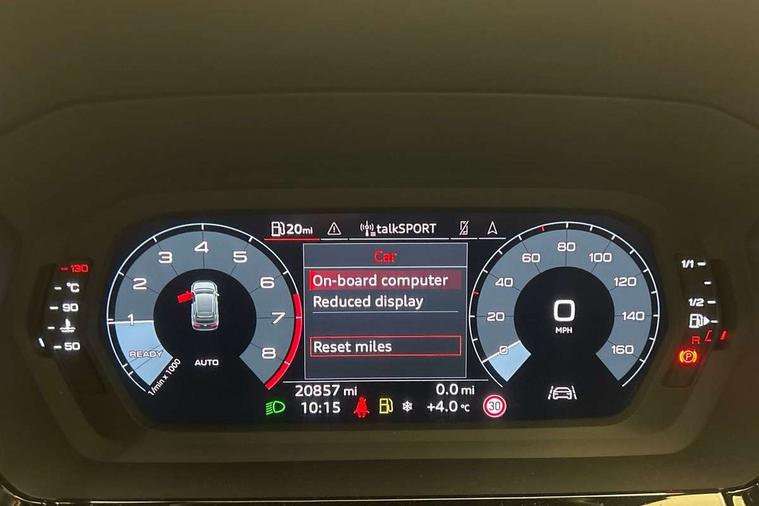 20mi talkSPORT
Car
On-board computer
Reduced display
Reset miles
130
°C
90
50
1 2 3 4 5 6 7 8
READY
1/min x 1000
AUTO
0 20 40 60 80 100 120 140 160
0
MPH
1/1
1/2
R
P
20857 mi 0.0 mi
10:15 +4.0 °C 30